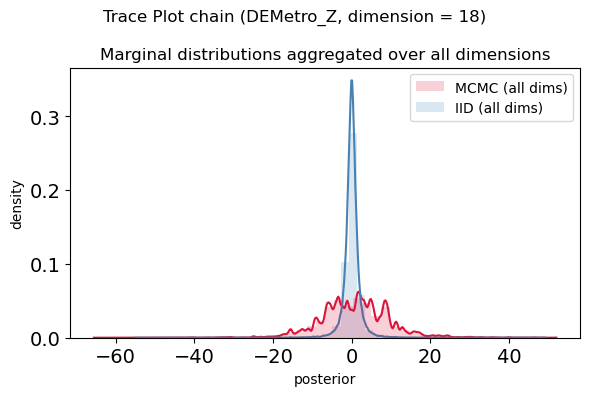 Trace Plot chain (DEMetro_Z, dimension = 18)
Marginal distributions aggregated over all dimensions
MCMC (all dims)
IID (all dims)
density
0.3
0.2
0.1
0.0
−60 −40 −20 0 20 40
posterior